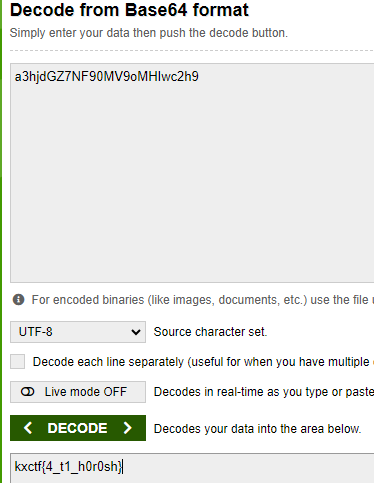 Decode from Base64 format
Simply enter your data then push the decode button.
a3hjdGZ7NF90MV9oMHIwc2h9
For encoded binaries (like images, documents, etc.) use the file
UTF-8 Source character set.
Decode each line separately (useful for when you have multiple
Live mode OFF Decodes in real-time as you type or paste
< DECODE > Decodes your data into the area below.
kxctf{4_t1_h0r0sh}